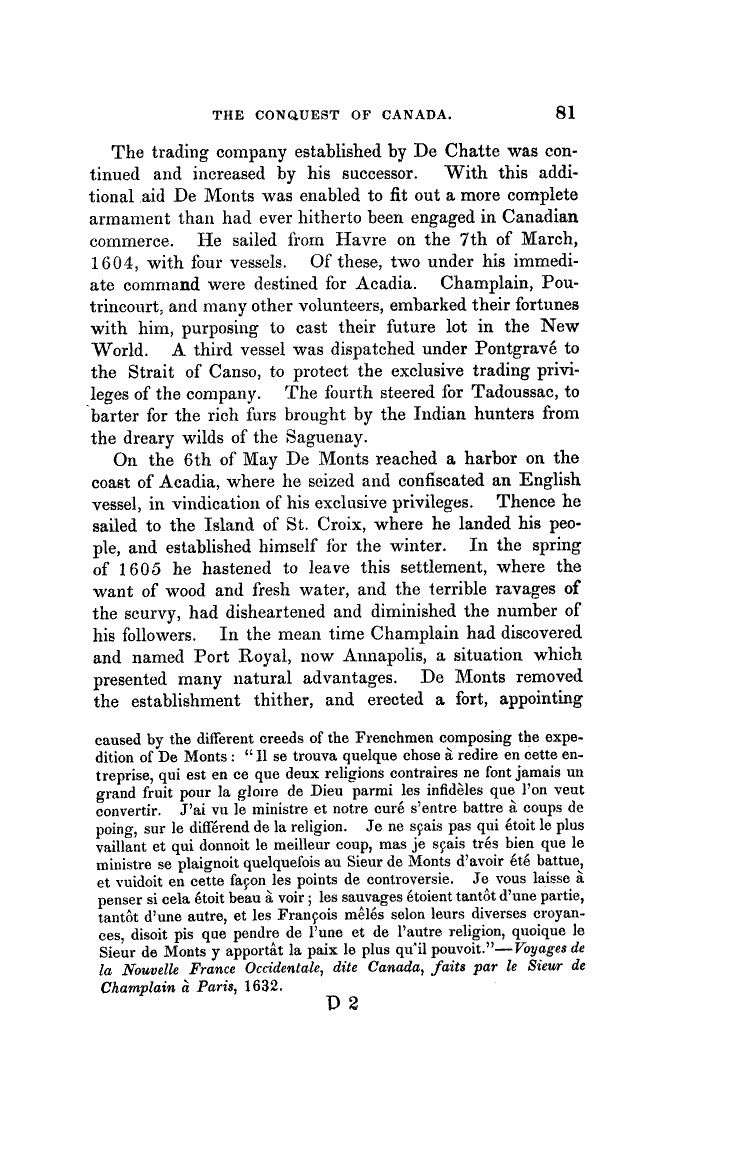 THE CONQUEST OF CANADA. 81
The trading company established by De Chatte was con-
tinued and increased by his successor. With this addi-
tional aid De Monts was enabled to fit out a more complete
armament than had ever hitherto been engaged in Canadian
commerce. He sailed from Havre on the 7th of March,
1604, with four vessels. Of these, two under his immedi-
ate command were destined for Acadia. Champlain, Pou-
trincourt, and many other volunteers, embarked their fortunes
with him, purposing to cast their future lot in the New
World. A third vessel was dispatched under Pontgravé to
the Strait of Canso, to protect the exclusive trading privi-
leges of the company. The fourth steered for Tadoussac, to
barter for the rich furs brought by the Indian hunters from
the dreary wilds of the Saguenay.
On the 6th of May De Monts reached a harbor on the
coast of Acadia, where he seized and confiscated an English
vessel, in vindication of his exclusive privileges. Thence he
sailed to the Island of St. Croix, where he landed his peo-
ple, and established himself for the winter. In the spring
of 1605 he hastened to leave this settlement, where the
want of wood and fresh water, and the terrible ravages of
the scurvy, had disheartened and diminished the number of
his followers. In the mean time Champlain had discovered
and named Port Royal, now Annapolis, a situation which
presented many natural advantages. De Monts removed
the establishment thither, and erected a fort, appointing
caused by the different creeds of the Frenchmen composing the expe-
dition of De Monts: "Il se trouva quelque chose à redire en cette en-
treprise, qui est en ce que deux religions contraires ne font jamais un
grand fruit pour la gloire de Dieu parmi les infidèles que l'on veut
convertir. J'ai vu le ministre et notre curé s'entre battre à coups de
poing, sur le différend de la religion. Je ne sçais pas qui étoit le plus
vaillant et qui donnoit le meilleur coup, mas je sçais trés bien que le
ministre se plaignoit quelquefois au Sieur de Monts d'avoir été battue,
et vuidoit en cette façon les points de controversie. Je vous laisse à
penser si cela étoit beau à voir; les sauvages étoient tantôt d'une partie,
tantôt d'une autre, et les François mêlés selon leurs diverses croyan-
ces, disoit pis que pendre de l'une et de l'autre religion, quoique le
Sieur de Monts y apportât la paix le plus qu'il pouvoit."—Voyages de
la Nouvelle France Occidentale, dite Canada, faits par le Sieur de
Champlain à Paris, 1632.
D 2